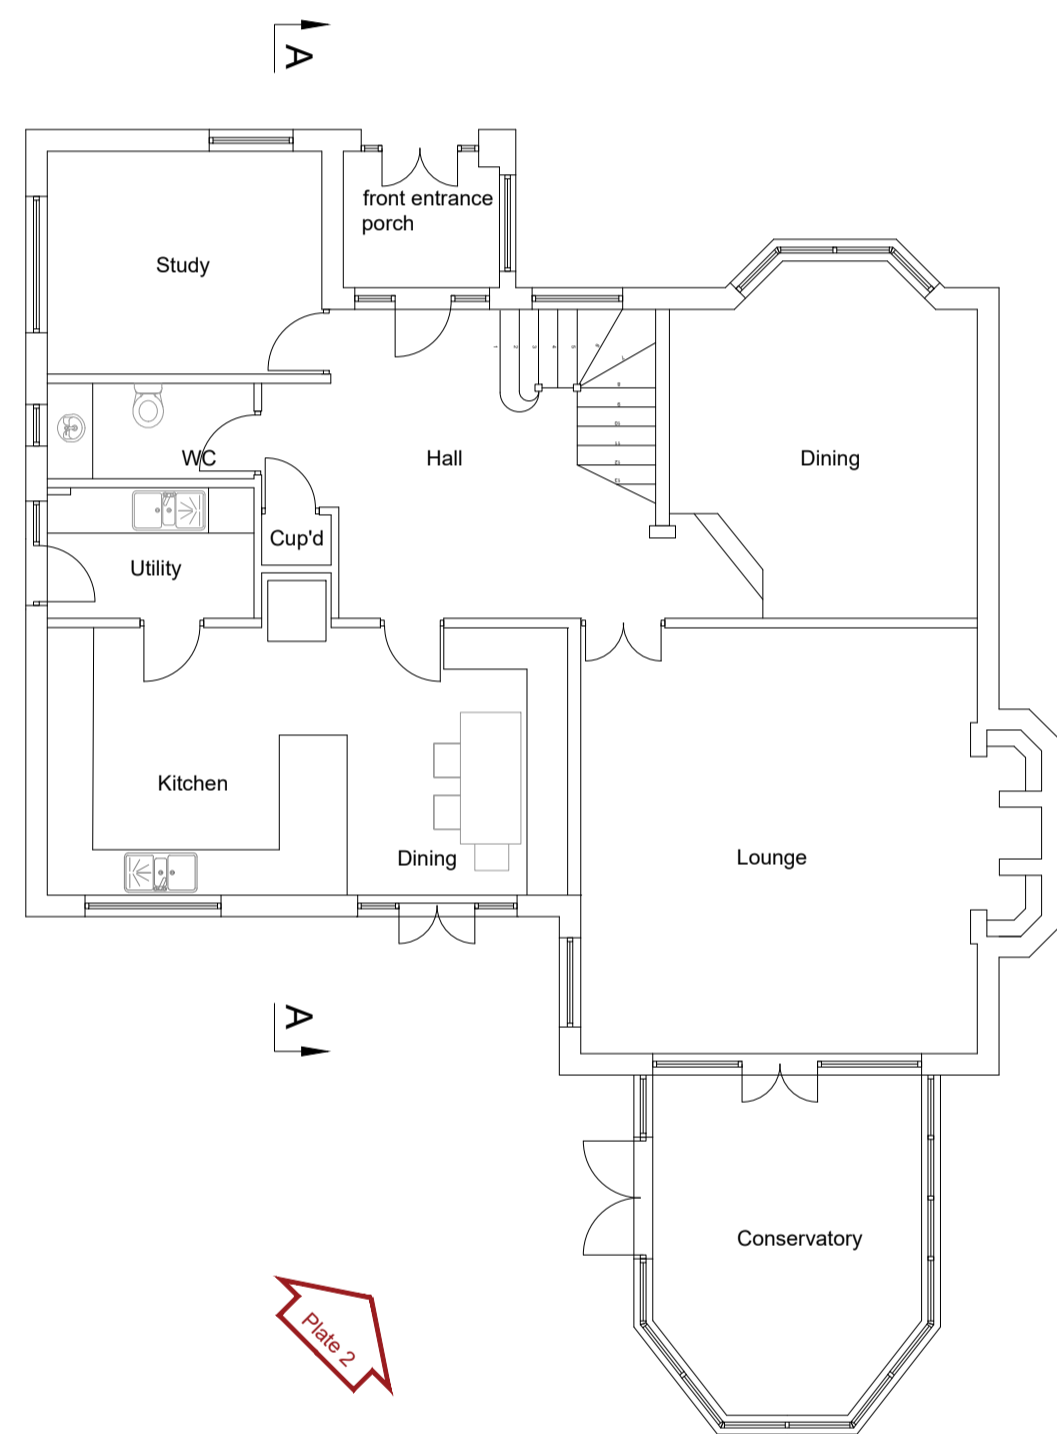 A
front entrance
porch
Study
WC
Hall
Dining
Cup'd
Utility
Kitchen
Dining
Lounge
A
Conservatory
Plate 2